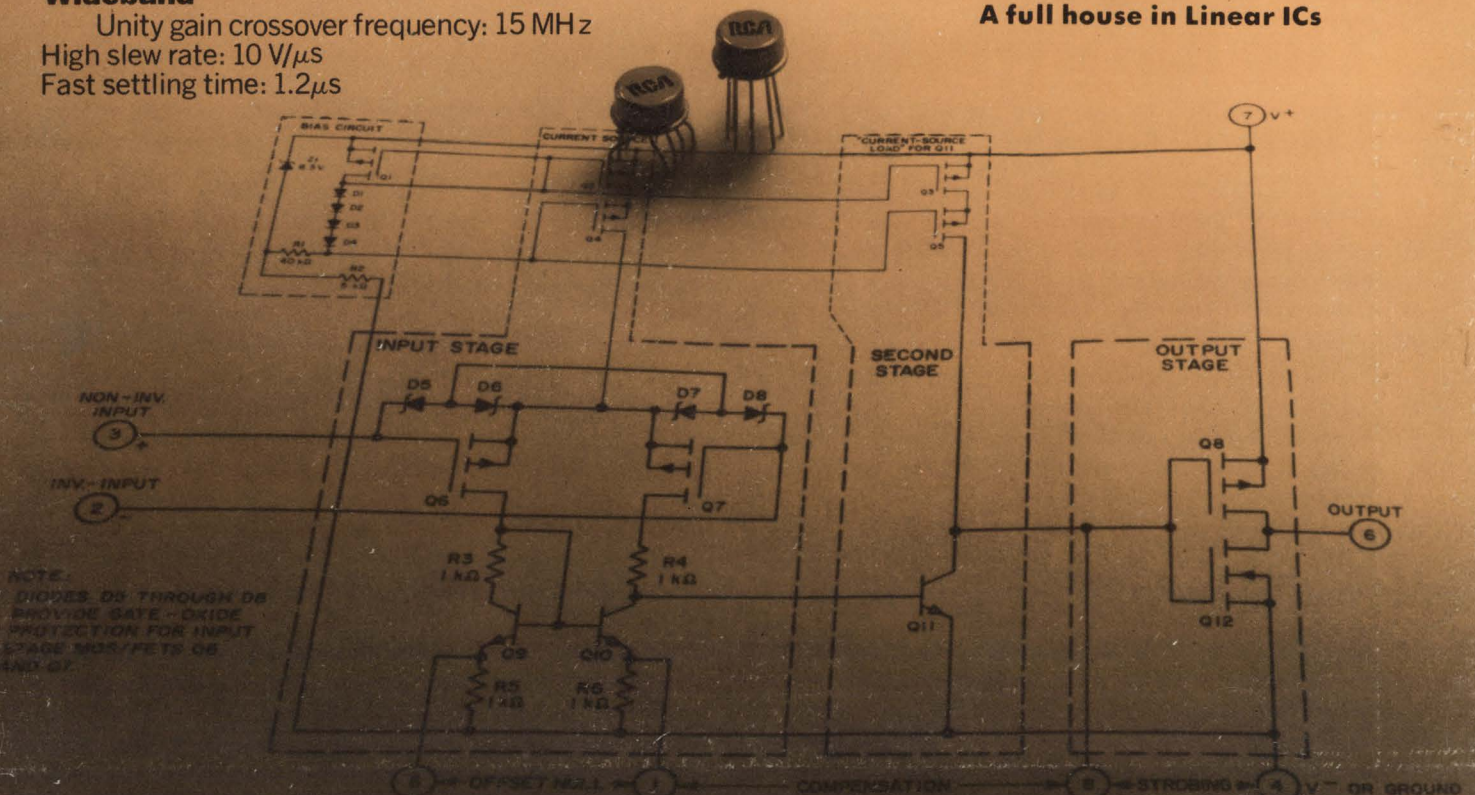 Wideband
Unity gain crossover frequency: 15 MHz
High slew rate: 10 V/µs
Fast settling time: 1.2µs
A full house in Linear ICs
RCA
RCA
7 V+
BIAS CIRCUIT
CURRENT
"CURRENT-SOURCE
LOAD" FOR Q11
Z1
8.3V
Q1
D1
D2
D3
D4
R1
40 kΩ
R2
5 kΩ
Q4
Q3
Q5
INPUT STAGE
SECOND
STAGE
OUTPUT
STAGE
D5
D6
D7
D8
NON-INV.
INPUT
3 +
INV.-INPUT
2 -
Q6
Q7
Q8
OUTPUT
6
R3
1 kΩ
R4
1 kΩ
Q11
Q12
NOTE:
DIODES D5 THROUGH D8
PROVIDE GATE-OXIDE
PROTECTION FOR INPUT
STAGE MOS/FETS Q6
AND Q7.
Q9
Q10
R5
1 kΩ
R6
1 kΩ
OFFSET NULL
1
COMPENSATION
8
STROBING
4
V- OR GROUND